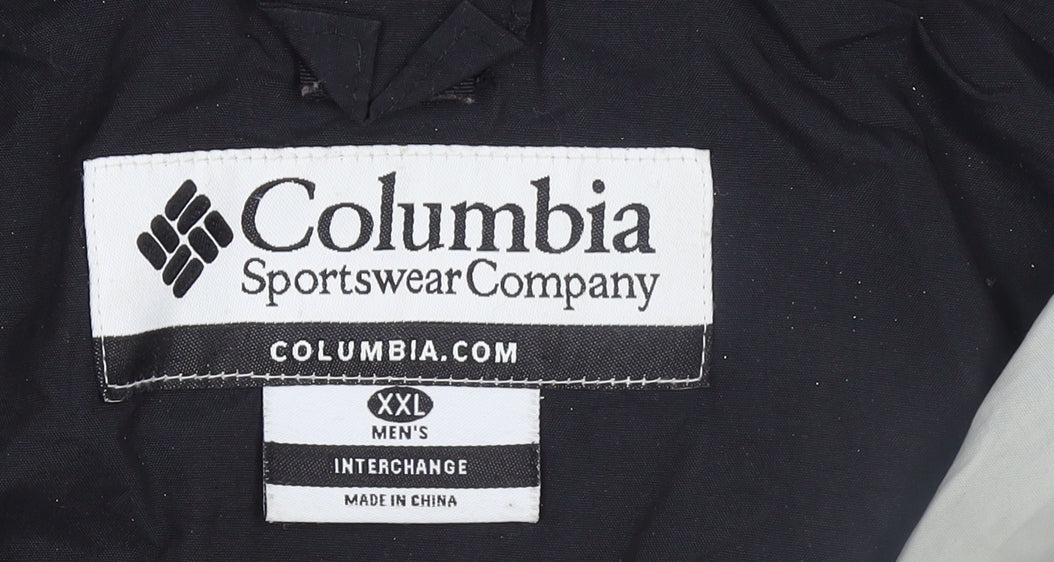 Columbia
Sportswear Company
COLUMBIA.COM
XXL
MEN'S
INTERCHANGE
MADE IN CHINA